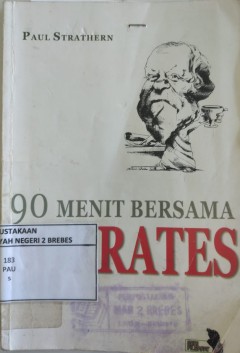 PAUL STRATHERN
90 MENIT BERSAMA
RATES
USTAKAAN
YAH NEGERI 2 BREBES
183
PAU
s